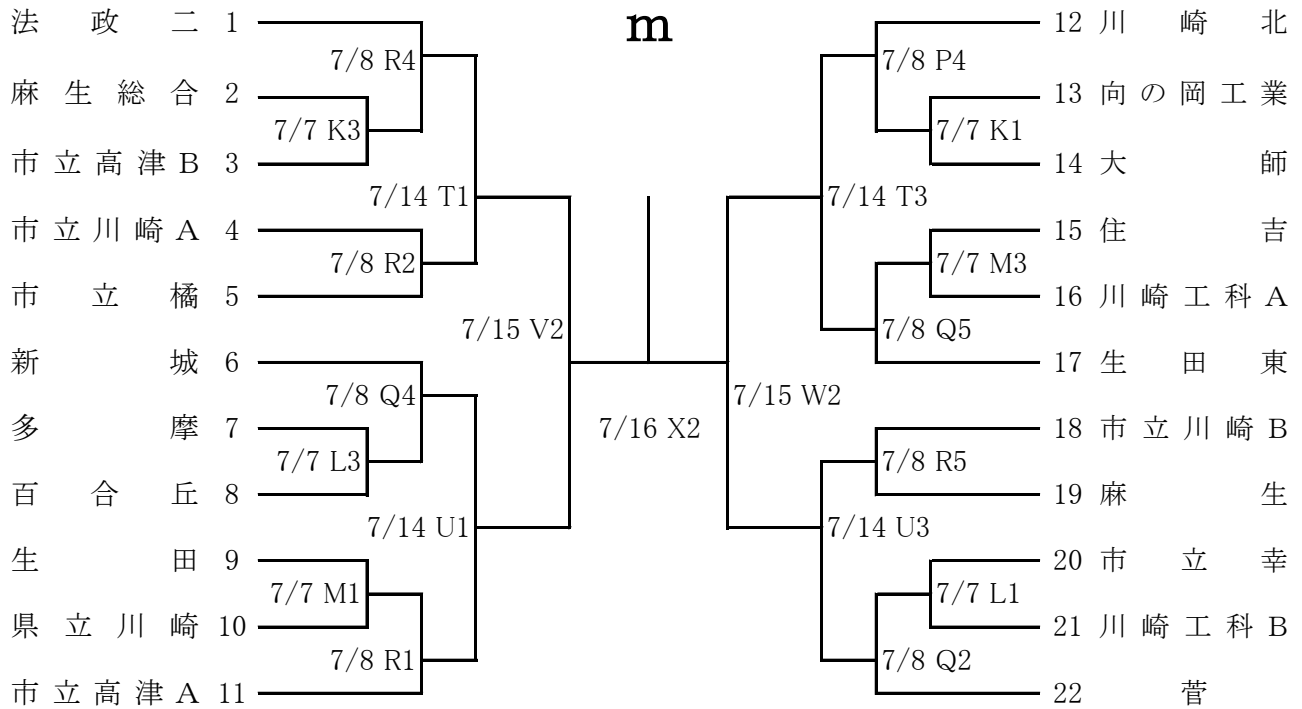 m
法政二 1
7/8 R4
麻生総合 2
7/7 K3
市立高津B 3
7/14 T1
市立川崎A 4
7/8 R2
市立橘 5
7/15 V2
新城 6
7/8 Q4
多摩 7
7/7 L3
百合丘 8
7/14 U1
生田 9
7/7 M1
県立川崎 10
7/8 R1
市立高津A 11
7/16 X2
12 川崎北
7/8 P4
13 向の岡工業
7/7 K1
14 大師
7/14 T3
15 住吉
7/7 M3
16 川崎工科A
7/8 Q5
17 生田東
7/15 W2
18 市立川崎B
7/8 R5
19 麻生
7/14 U3
20 市立幸
7/7 L1
21 川崎工科B
7/8 Q2
22 菅